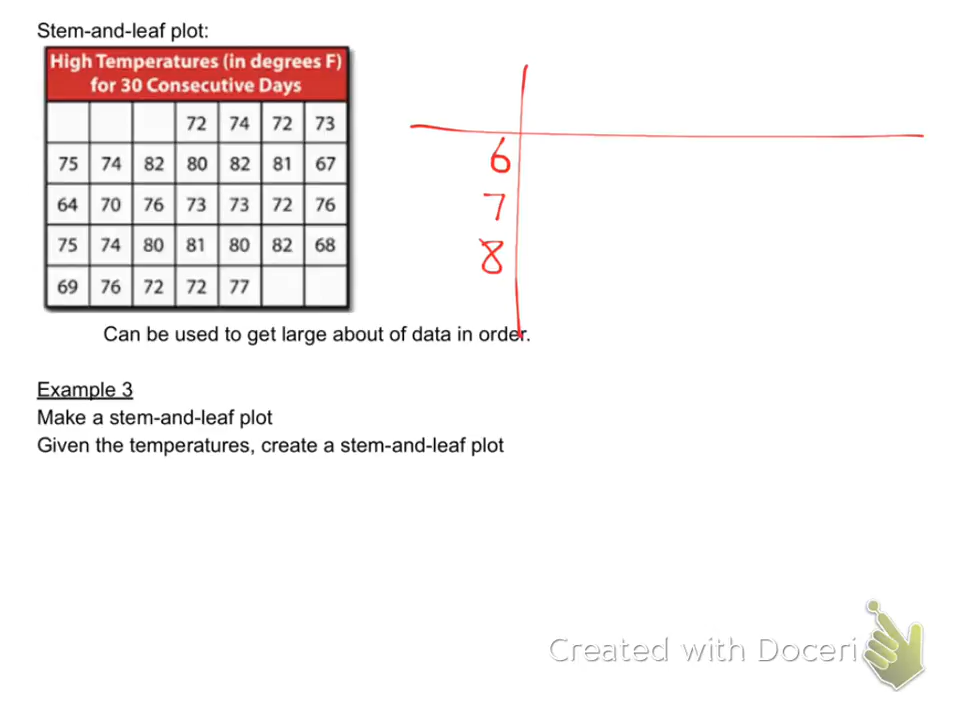 Stem-and-leaf plot:
High Temperatures (in degrees F)
for 30 Consecutive Days
72 74 72 73
75 74 82 80 82 81 67
64 70 76 73 73 72 76
75 74 80 81 80 82 68
69 76 72 72 77
6
7
8
Can be used to get large about of data in order.
Example 3
Make a stem-and-leaf plot
Given the temperatures, create a stem-and-leaf plot
Created with Doceri